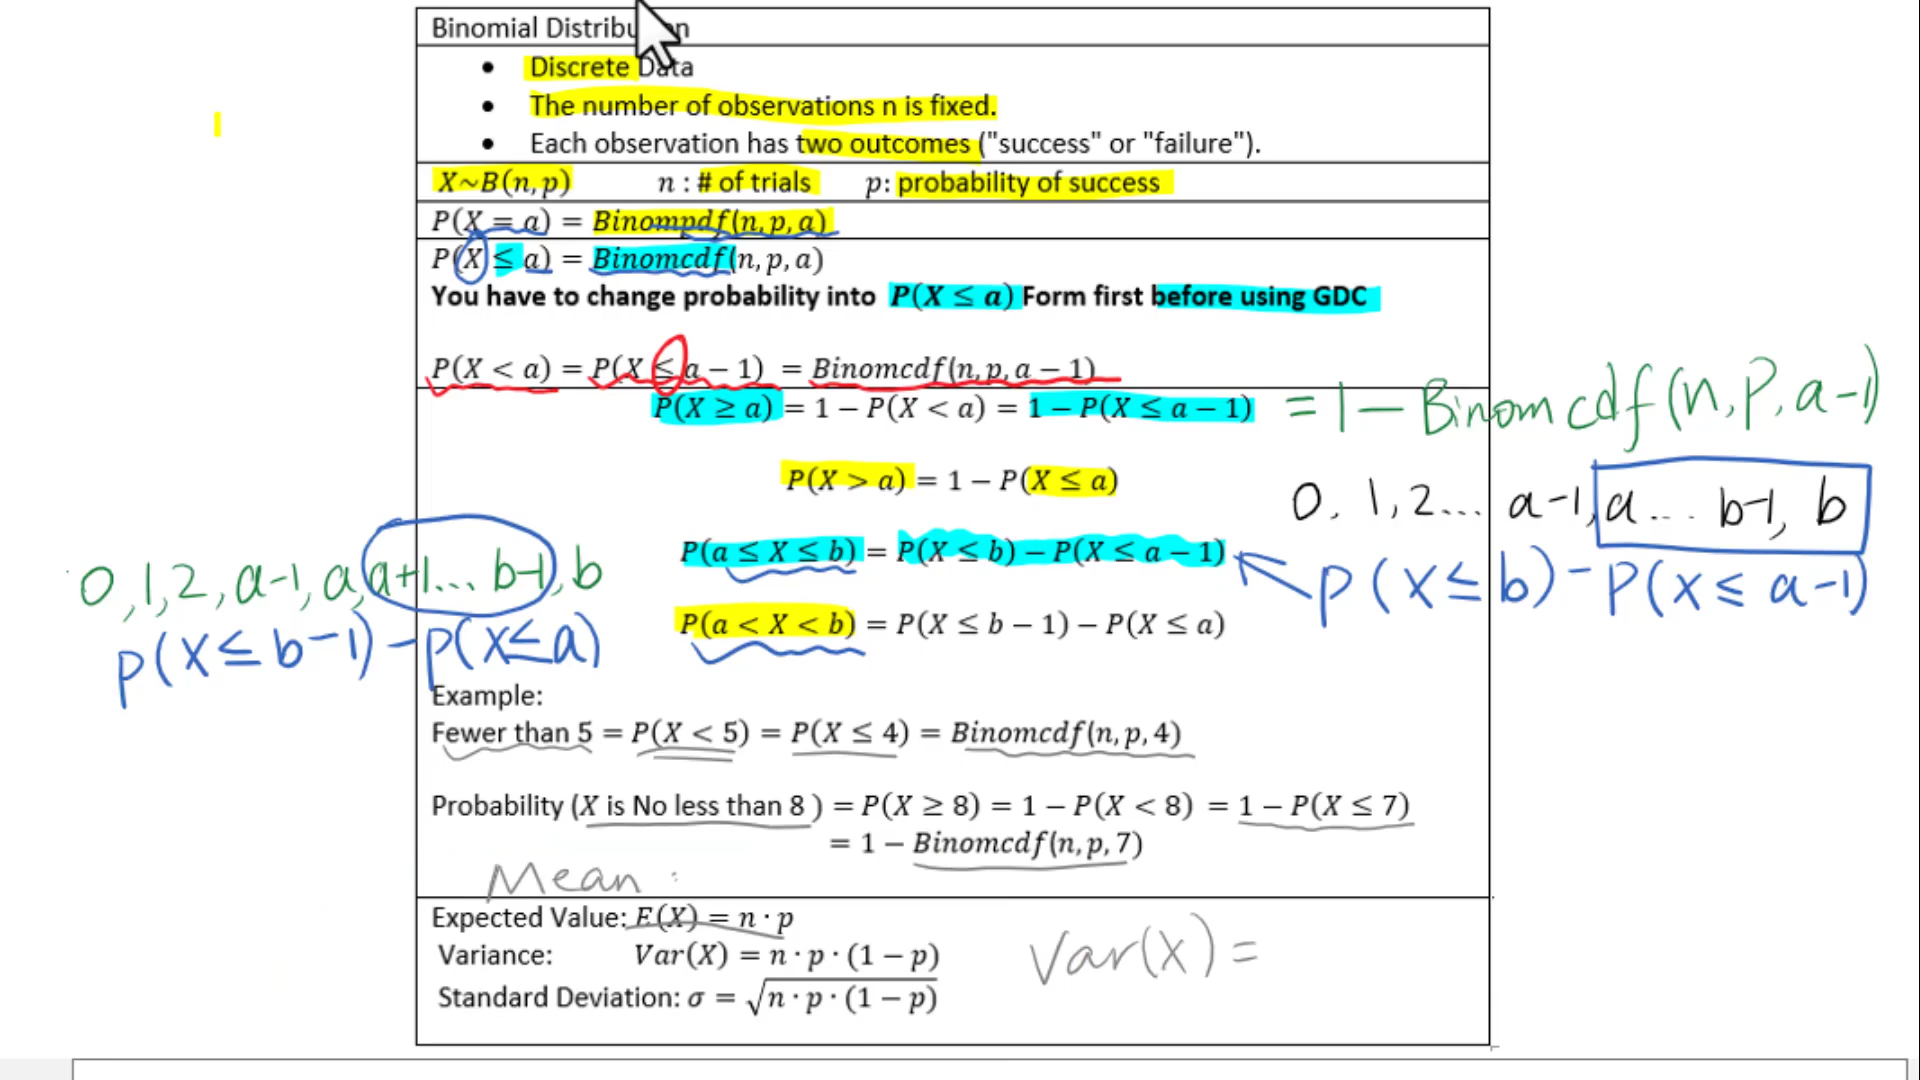 Binomial Distribu n
• Discrete Data
• The number of observations n is fixed.
• Each observation has two outcomes ("success" or "failure").
X~B(n, p) n : # of trials p: probability of success
P(X = a) = Binompdf(n, p, a)
P(X ≤ a) = Binomcdf(n, p, a)
You have to change probability into P(X ≤ a) Form first before using GDC
P(X < a) = P(X ≤ a − 1) = Binomcdf(n, p, a − 1)
P(X ≥ a) = 1 − P(X < a) = 1 − P(X ≤ a − 1) = 1 − Binomcdf(n, p, a-1)
P(X > a) = 1 − P(X ≤ a)
0, 1, 2... a-1, a... b-1, b
P(a ≤ X ≤ b) = P(X ≤ b) − P(X ≤ a − 1)
p(X ≤ b) - P(X ≤ a-1)
0, 1, 2, a-1, a, a+1... b-1, b
P(a < X < b) = P(X ≤ b − 1) − P(X ≤ a)
p(X ≤ b-1) - p(X ≤ a)
Example:
Fewer than 5 = P(X < 5) = P(X ≤ 4) = Binomcdf(n, p, 4)
Probability (X is No less than 8 ) = P(X ≥ 8) = 1 − P(X < 8) = 1 − P(X ≤ 7)
= 1 − Binomcdf(n, p, 7)
Mean :
Expected Value: E(X) = n · p
Variance: Var(X) = n · p · (1 − p) Var(X) =
Standard Deviation: σ = √n · p · (1 − p)